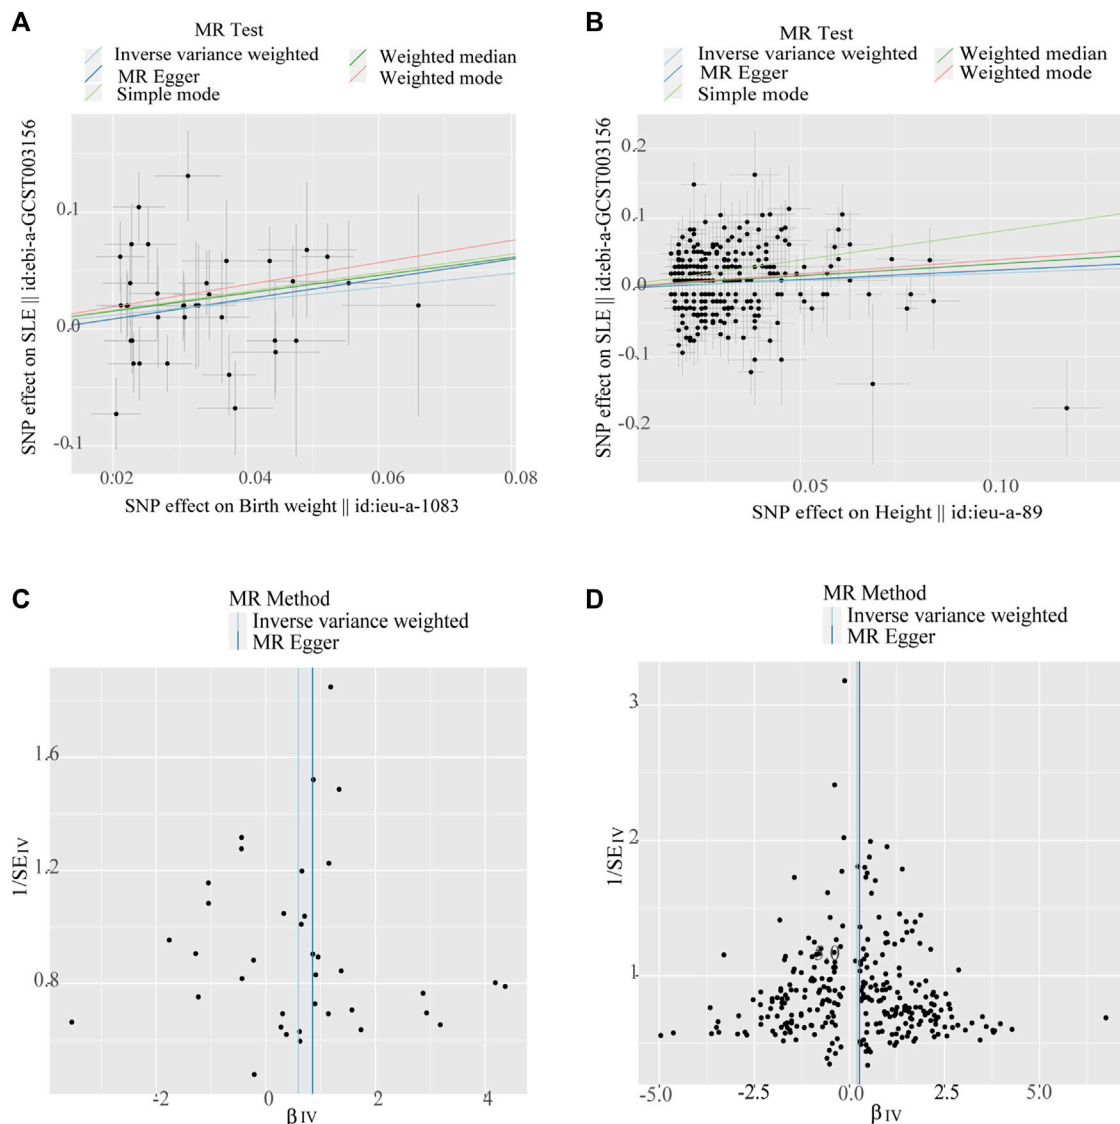 A
MR Test
Inverse variance weighted
MR Egger
Simple mode
Weighted median
Weighted mode
SNP effect on SLE || id:ebi-a-GCST003156
0.1
0.0
-0.1
0.02
0.04
0.06
0.08
SNP effect on Birth weight || id:ieu-a-1083
B
MR Test
Inverse variance weighted
MR Egger
Simple mode
Weighted median
Weighted mode
SNP effect on SLE || id:ebi-a-GCST003156
0.2
0.1
0.0
-0.1
-0.2
0.05
0.10
SNP effect on Height || id:ieu-a-89
C
MR Method
Inverse variance weighted
MR Egger
1/SEIV
1.6
1.2
0.8
-2
0
2
4
βIV
D
MR Method
Inverse variance weighted
MR Egger
1/SEIV
3
2
1
-5.0
-2.5
0.0
2.5
5.0
βIV